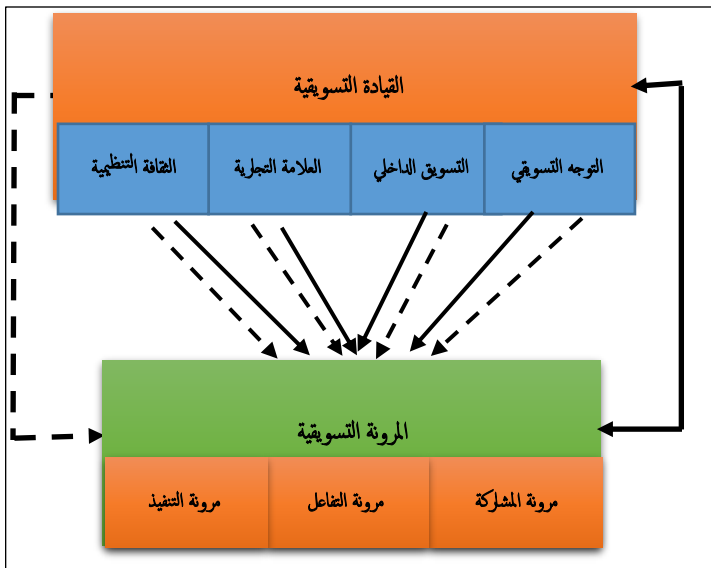 القيادة التسويقية
التوجه التسويقي
التسويق الداخلي
العلامة التجارية
الثقافة التنظيمية
المرونة التسويقية
مرونة المشاركة
مرونة التفاعل
مرونة التنفيذ